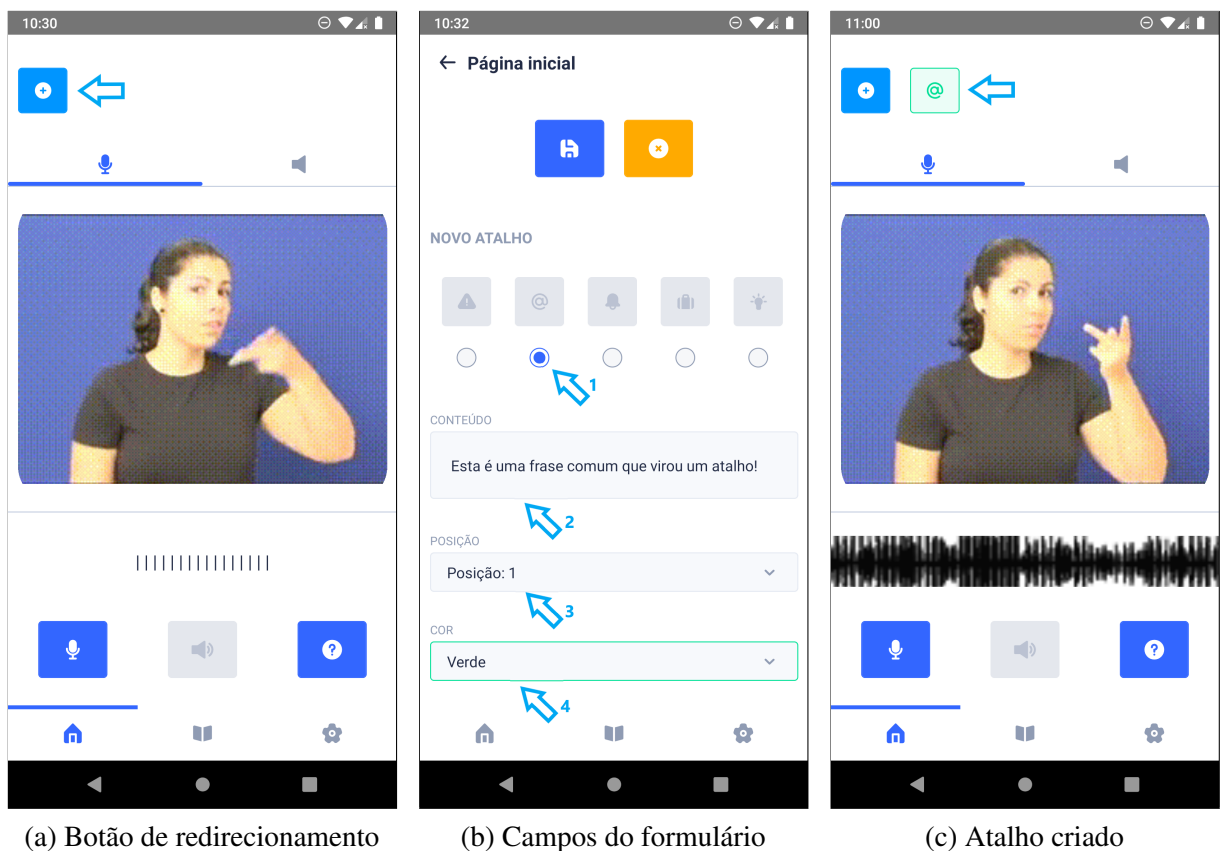 10:30
(a) Botão de redirecionamento
10:32
Página inicial
NOVO ATALHO
1
CONTEÚDO
Esta é uma frase comum que virou um atalho!
2
POSIÇÃO
Posição: 1
3
COR
Verde
4
(b) Campos do formulário
11:00
@
(c) Atalho criado